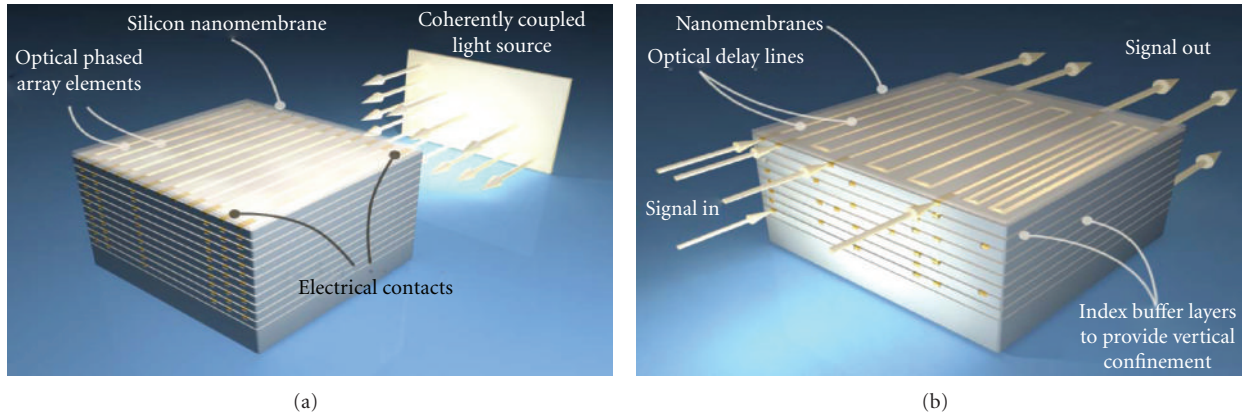 Silicon nanomembrane
Optical phased
array elements
Coherently coupled
light source
Electrical contacts
(a)
Nanomembranes
Optical delay lines
Signal out
Signal in
Index buffer layers
to provide vertical
confinement
(b)